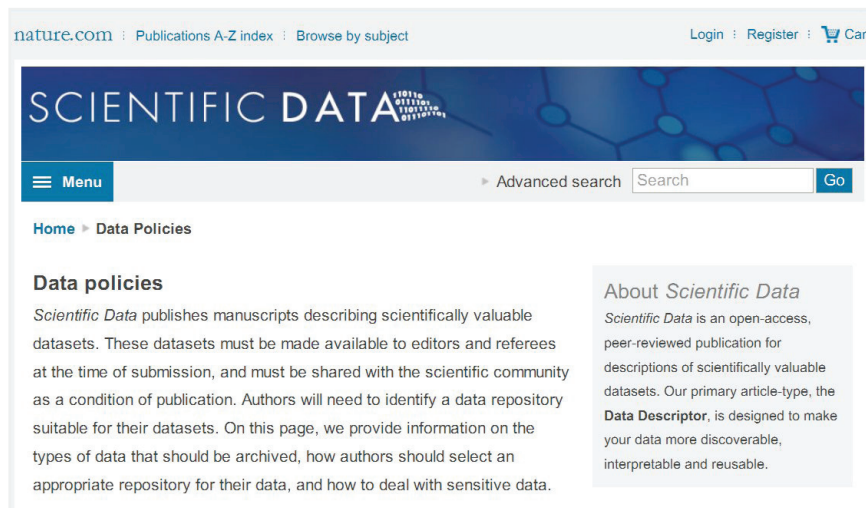 nature.com Publications A-Z index Browse by subject Login Register Car
SCIENTIFIC DATA
Menu Advanced search Search Go
Home Data Policies
Data policies
Scientific Data publishes manuscripts describing scientifically valuable
datasets. These datasets must be made available to editors and referees
at the time of submission, and must be shared with the scientific community
as a condition of publication. Authors will need to identify a data repository
suitable for their datasets. On this page, we provide information on the
types of data that should be archived, how authors should select an
appropriate repository for their data, and how to deal with sensitive data.
About Scientific Data
Scientific Data is an open-access,
peer-reviewed publication for
descriptions of scientifically valuable
datasets. Our primary article-type, the
Data Descriptor, is designed to make
your data more discoverable,
interpretable and reusable.